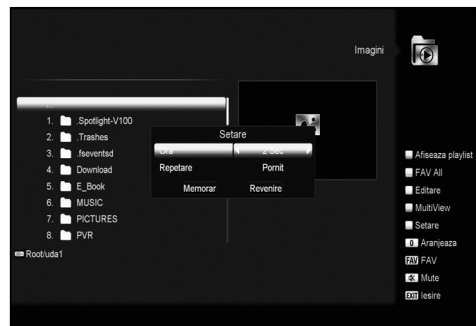 Imagini
1. .Spotlight-V100
2. .Trashes
3. .fseventsd
4. Download
5. E_Book
6. MUSIC
7. PICTURES
8. PVR
Root/uda1
Setare
Ora 2 Sec
Repetare Pornit
Memorar Revenire
Afiseaza playlist
FAV All
Editare
MultiView
Setare
0 Aranjeaza
FAV FAV
Mute
EXIT Iesire